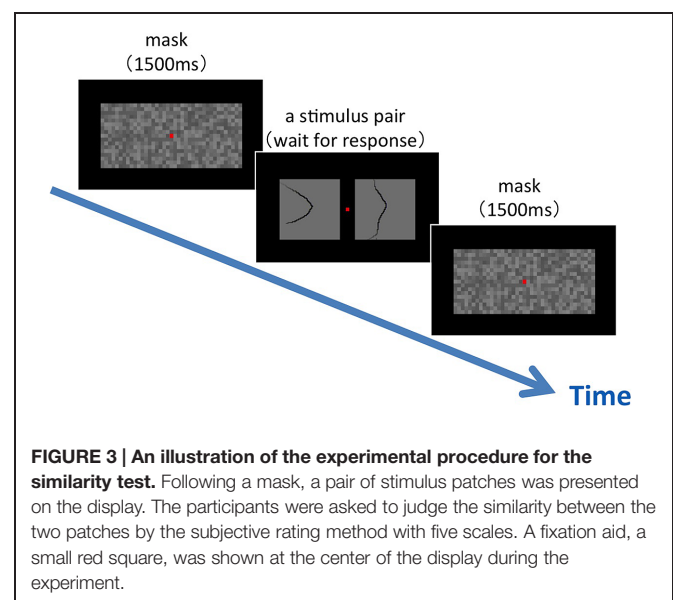 mask
(1500ms)
a stimulus pair
(wait for response)
mask
(1500ms)
Time
FIGURE 3 | An illustration of the experimental procedure for the
similarity test. Following a mask, a pair of stimulus patches was presented
on the display. The participants were asked to judge the similarity between the
two patches by the subjective rating method with five scales. A fixation aid, a
small red square, was shown at the center of the display during the
experiment.